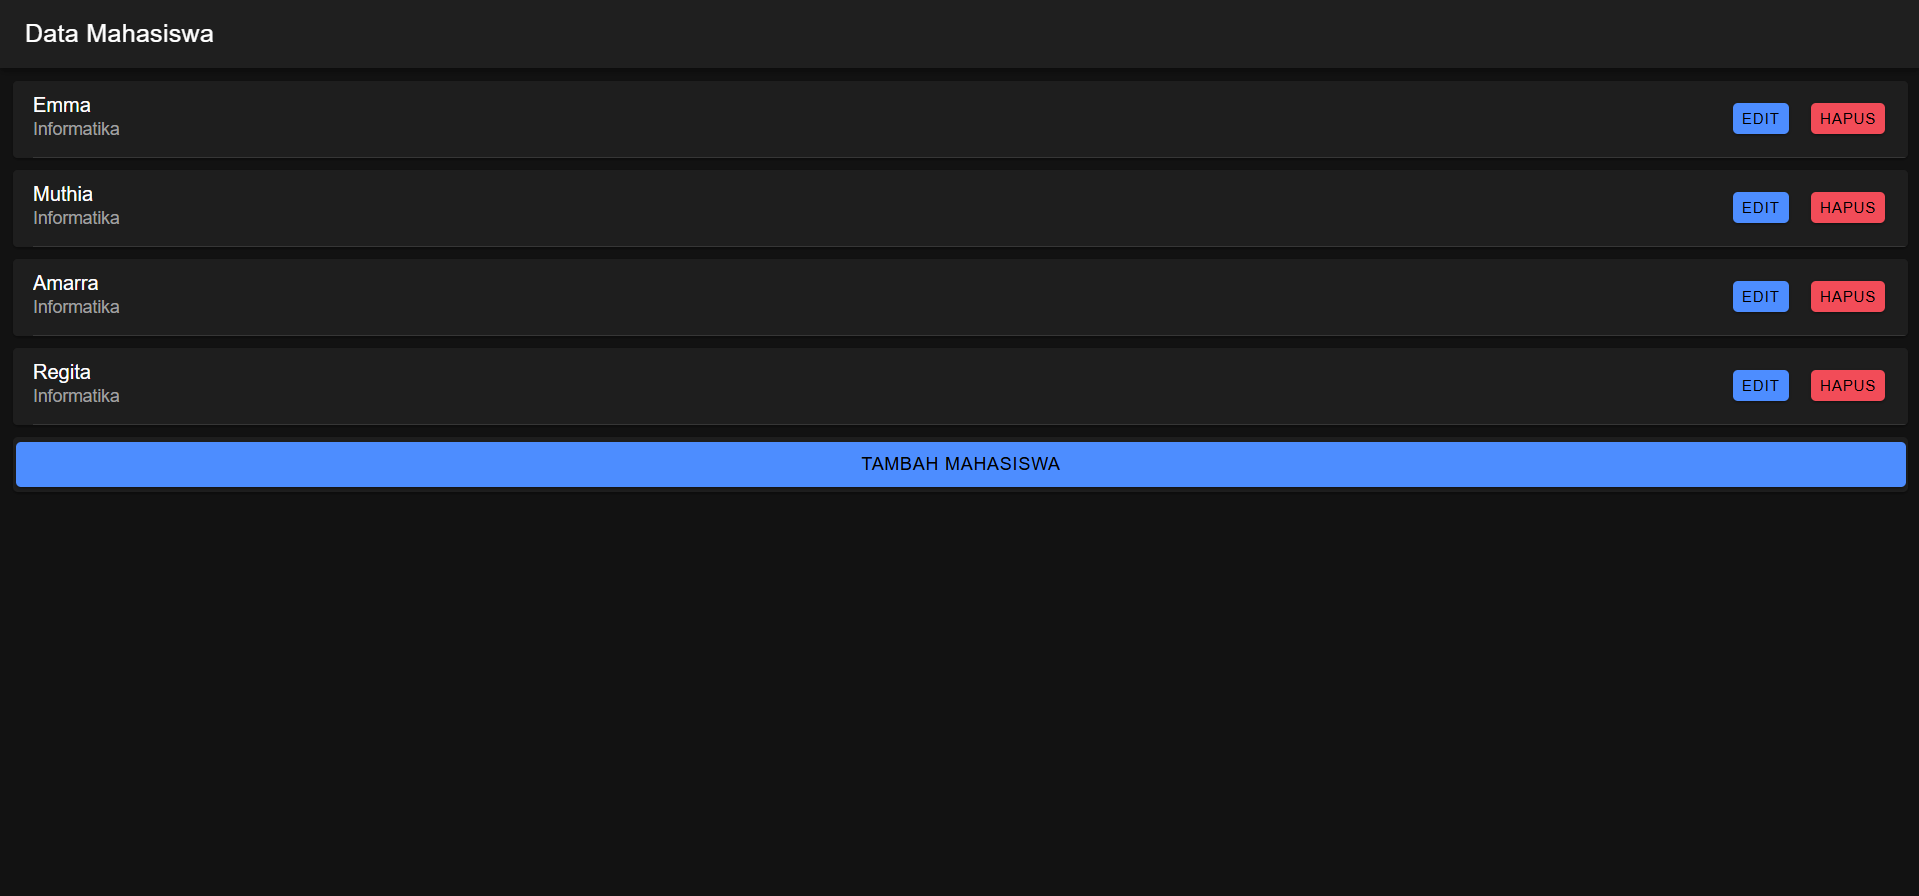 Data Mahasiswa
Emma
Informatika
EDIT HAPUS
Muthia
Informatika
EDIT HAPUS
Amarra
Informatika
EDIT HAPUS
Regita
Informatika
EDIT HAPUS
TAMBAH MAHASISWA